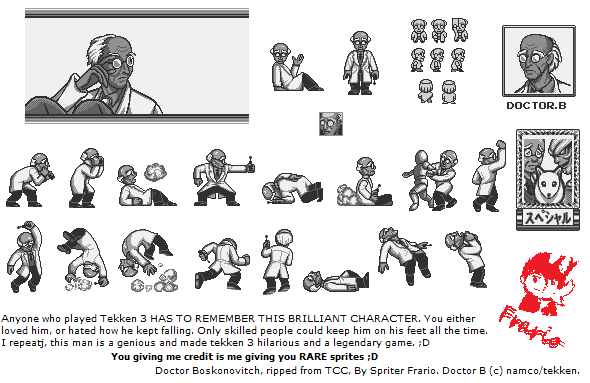 DOCTOR.B
スペシャル
Frario
Anyone who played Tekken 3 HAS TO REMEMBER THIS BRILLIANT CHARACTER. You either
loved him, or hated how he kept falling. Only skilled people could keep him on his feet all the time.
I repeatj, this man is a genious and made tekken 3 hilarious and a legendary game. ;D
You giving me credit is me giving you RARE sprites ;D
Doctor Boskonovitch, ripped from TCC, By Spriter Frario. Doctor B (c) namco/tekken.